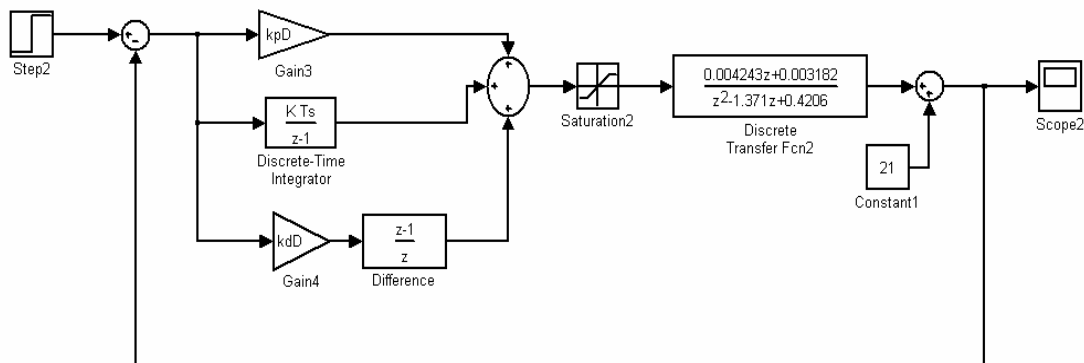 Step2
kpD
Gain3
K Ts
z-1
Discrete-Time
Integrator
kdD
Gain4
z-1
z
Difference
Saturation2
0.004243z+0.003182
z2-1.371z+0.4206
Discrete
Transfer Fcn2
21
Constant1
Scope2